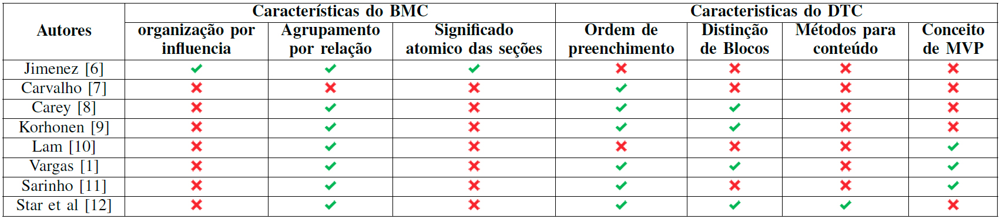 Autores
Características do BMC
Caracteristicas do DTC
organização por
influencia
Agrupamento
por relação
Significado
atomico das seções
Ordem de
preenchimento
Distinção
de Blocos
Métodos para
conteúdo
Conceito
de MVP
Jimenez [6] ✓ ✓ ✓ ✗ ✗ ✗ ✗
Carvalho [7] ✗ ✗ ✗ ✓ ✗ ✗ ✗
Carey [8] ✗ ✓ ✗ ✓ ✓ ✗ ✗
Korhonen [9] ✗ ✓ ✗ ✓ ✓ ✗ ✗
Lam [10] ✗ ✓ ✗ ✗ ✗ ✗ ✓
Vargas [1] ✗ ✓ ✗ ✓ ✓ ✗ ✓
Sarinho [11] ✗ ✓ ✗ ✓ ✗ ✗ ✓
Star et al [12] ✗ ✓ ✗ ✓ ✓ ✓ ✗